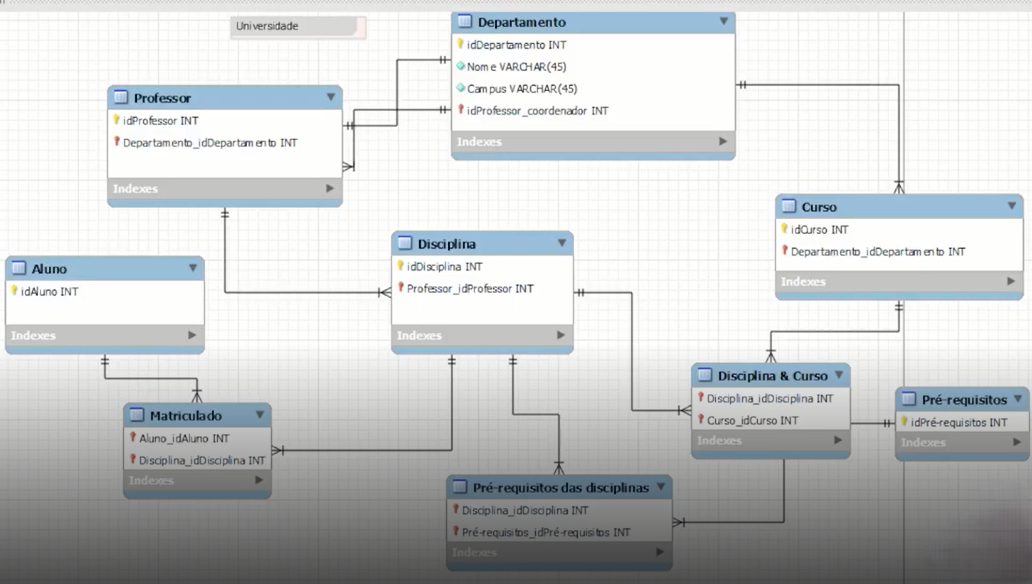 Universidade
Departamento
idDepartamento INT
Nome VARCHAR(45)
Campus VARCHAR(45)
idProfessor_coordenador INT
Indexes
Professor
idProfessor INT
Departamento_idDepartamento INT
Indexes
Curso
idCurso INT
Departamento_idDepartamento INT
Indexes
Disciplina
idDisciplina INT
Professor_idProfessor INT
Indexes
Aluno
idAluno INT
Indexes
Disciplina & Curso
Disciplina_idDisciplina INT
Curso_idCurso INT
Indexes
Pré-requisitos
idPré-requisitos INT
Indexes
Matriculado
Aluno_idAluno INT
Disciplina_idDisciplina INT
Indexes
Pré-requisitos das disciplinas
Disciplina_idDisciplina INT
Pré-requisitos_idPré-requisitos INT
Indexes